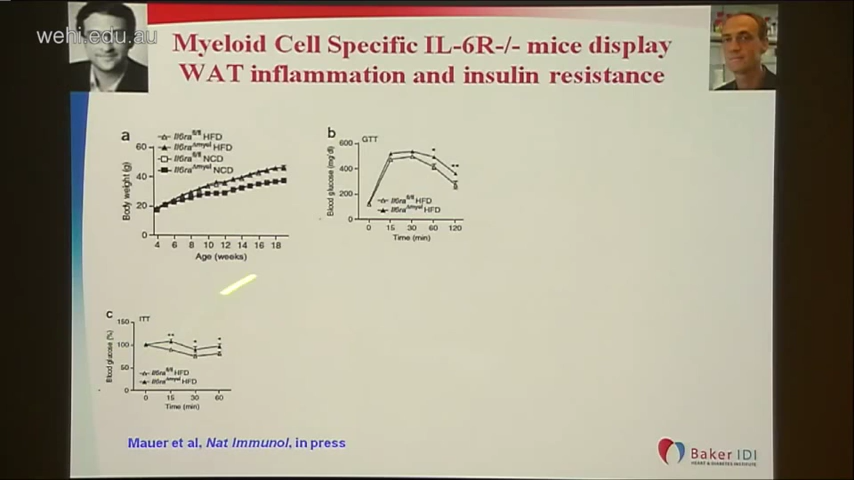 wehi.edu.au
Myeloid Cell Specific IL-6R-/- mice display
WAT inflammation and insulin resistance
a
Il6ra fl/fl HFD
Il6ra Δmyel HFD
Il6ra fl/fl NCD
Il6ra Δmyel NCD
60
40
20
0
Body weight (g)
4 6 8 10 12 14 16 18
Age (weeks)
b
GTT
600
400
200
0
Blood glucose (mg/dl)
* **
Il6ra fl/fl HFD
Il6ra Δmyel HFD
0 15 30 60 120
Time (min)
c
ITT
150
100
50
0
Blood glucose (%)
** * *
Il6ra fl/fl HFD
Il6ra Δmyel HFD
0 15 30 60
Time (min)
Mauer et al, Nat Immunol, in press
Baker IDI
HEART & DIABETES INSTITUTE